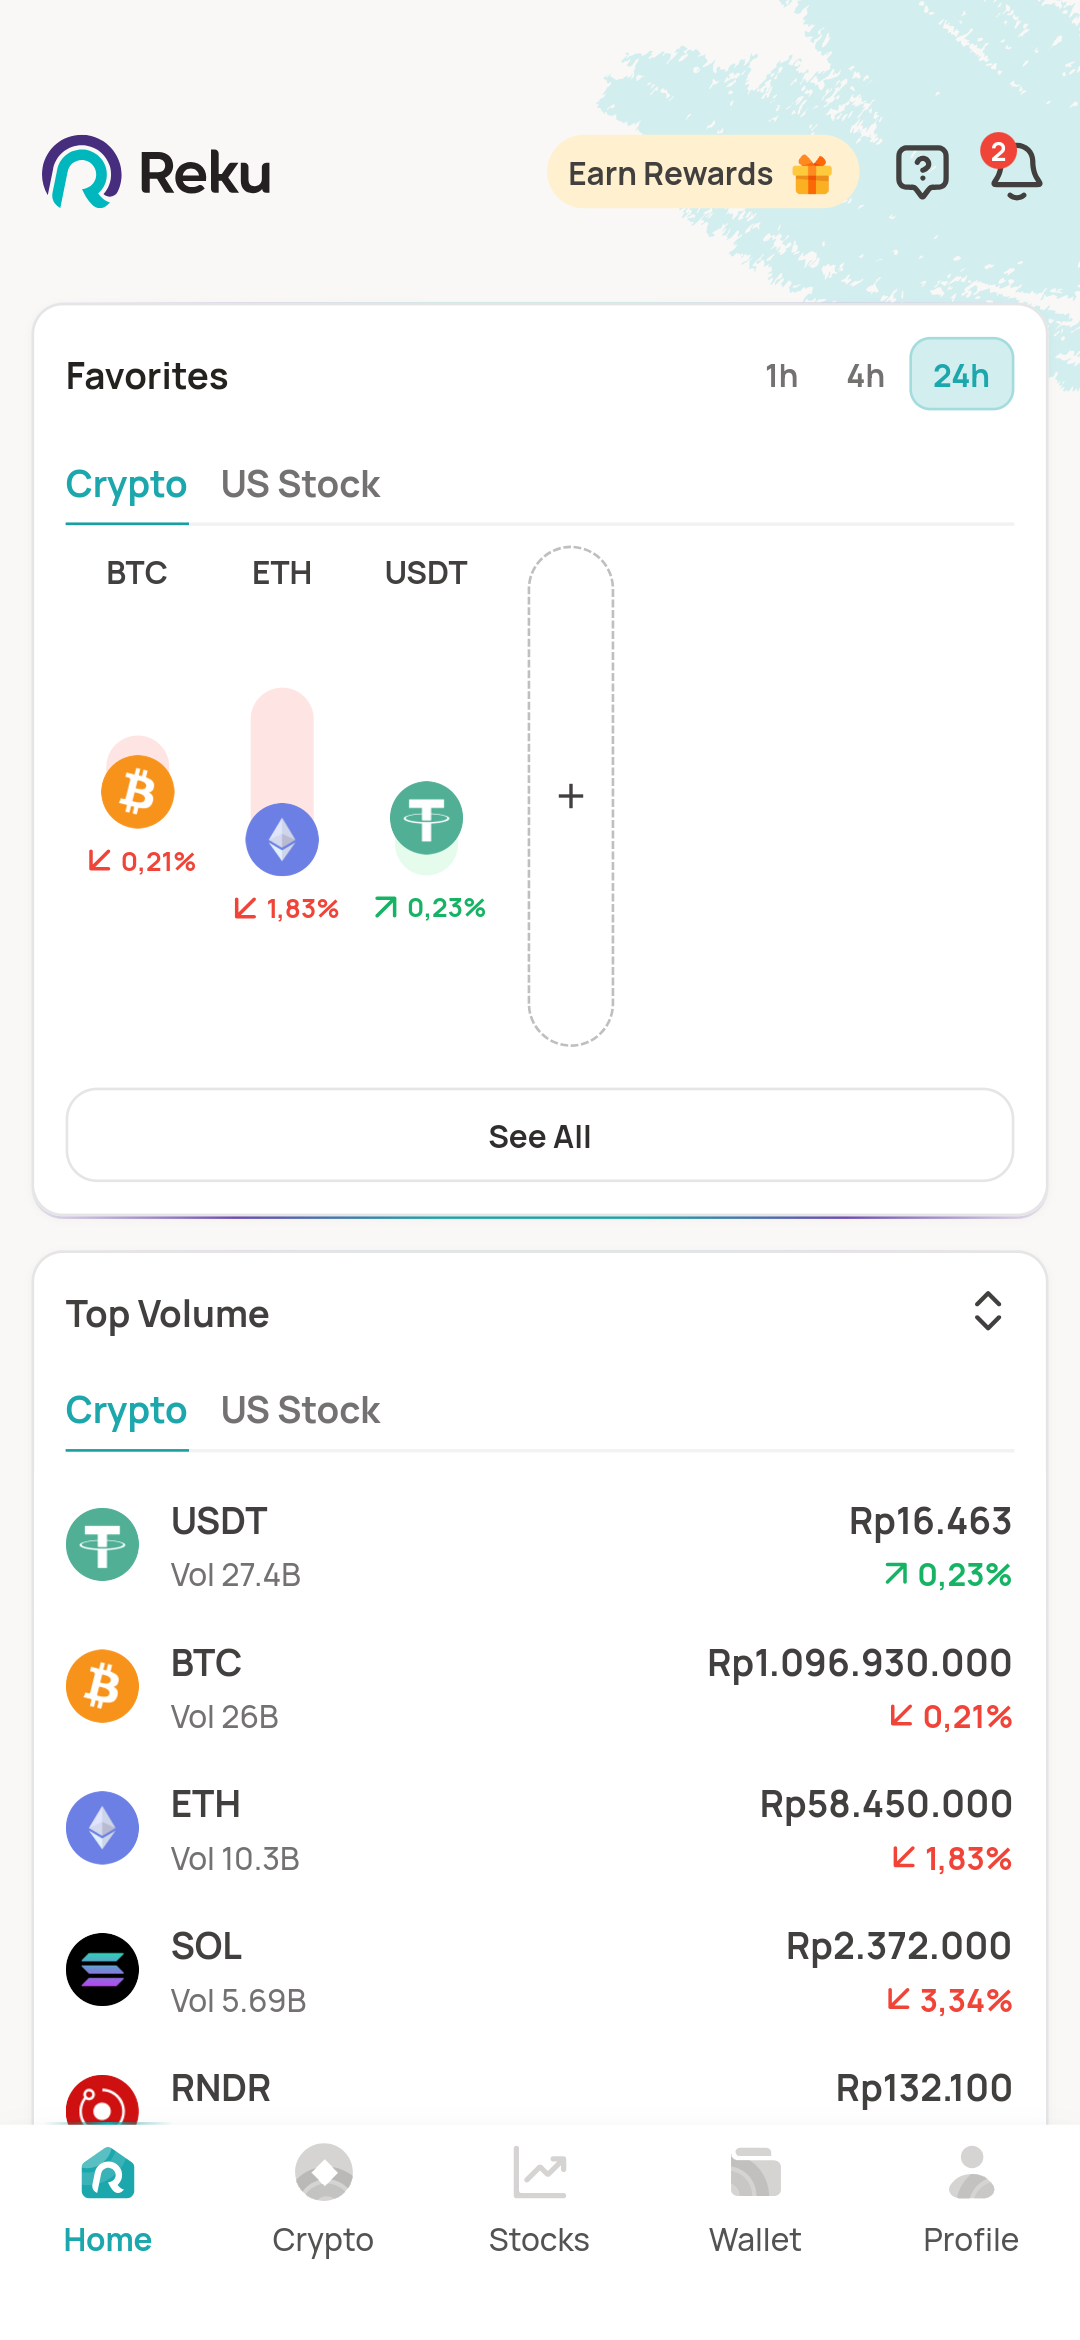 Reku
Earn Rewards
2
Favorites
1h 4h 24h
Crypto US Stock
BTC ETH USDT
0,21%
1,83% 0,23%
See All
Top Volume
Crypto US Stock
USDT Rp16.463
Vol 27.4B 0,23%
BTC Rp1.096.930.000
Vol 26B 0,21%
ETH Rp58.450.000
Vol 10.3B 1,83%
SOL Rp2.372.000
Vol 5.69B 3,34%
RNDR Rp132.100
Home Crypto Stocks Wallet Profile